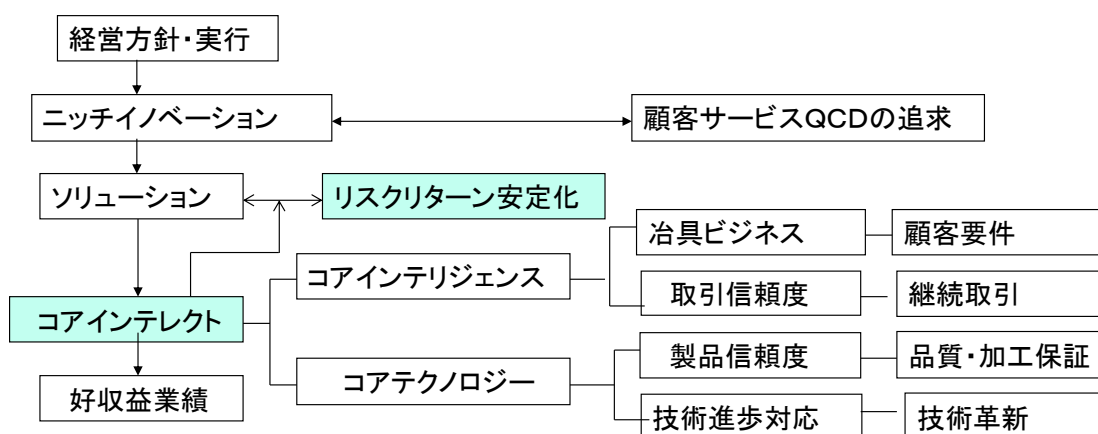 経営方針・実行
ニッチイノベーション
顧客サービスQCDの追求
ソリューション
リスクリターン安定化
冶具ビジネス
顧客要件
コアインテリジェンス
取引信頼度
継続取引
コアインテレクト
製品信頼度
品質・加工保証
コアテクノロジー
好収益業績
技術進歩対応
技術革新